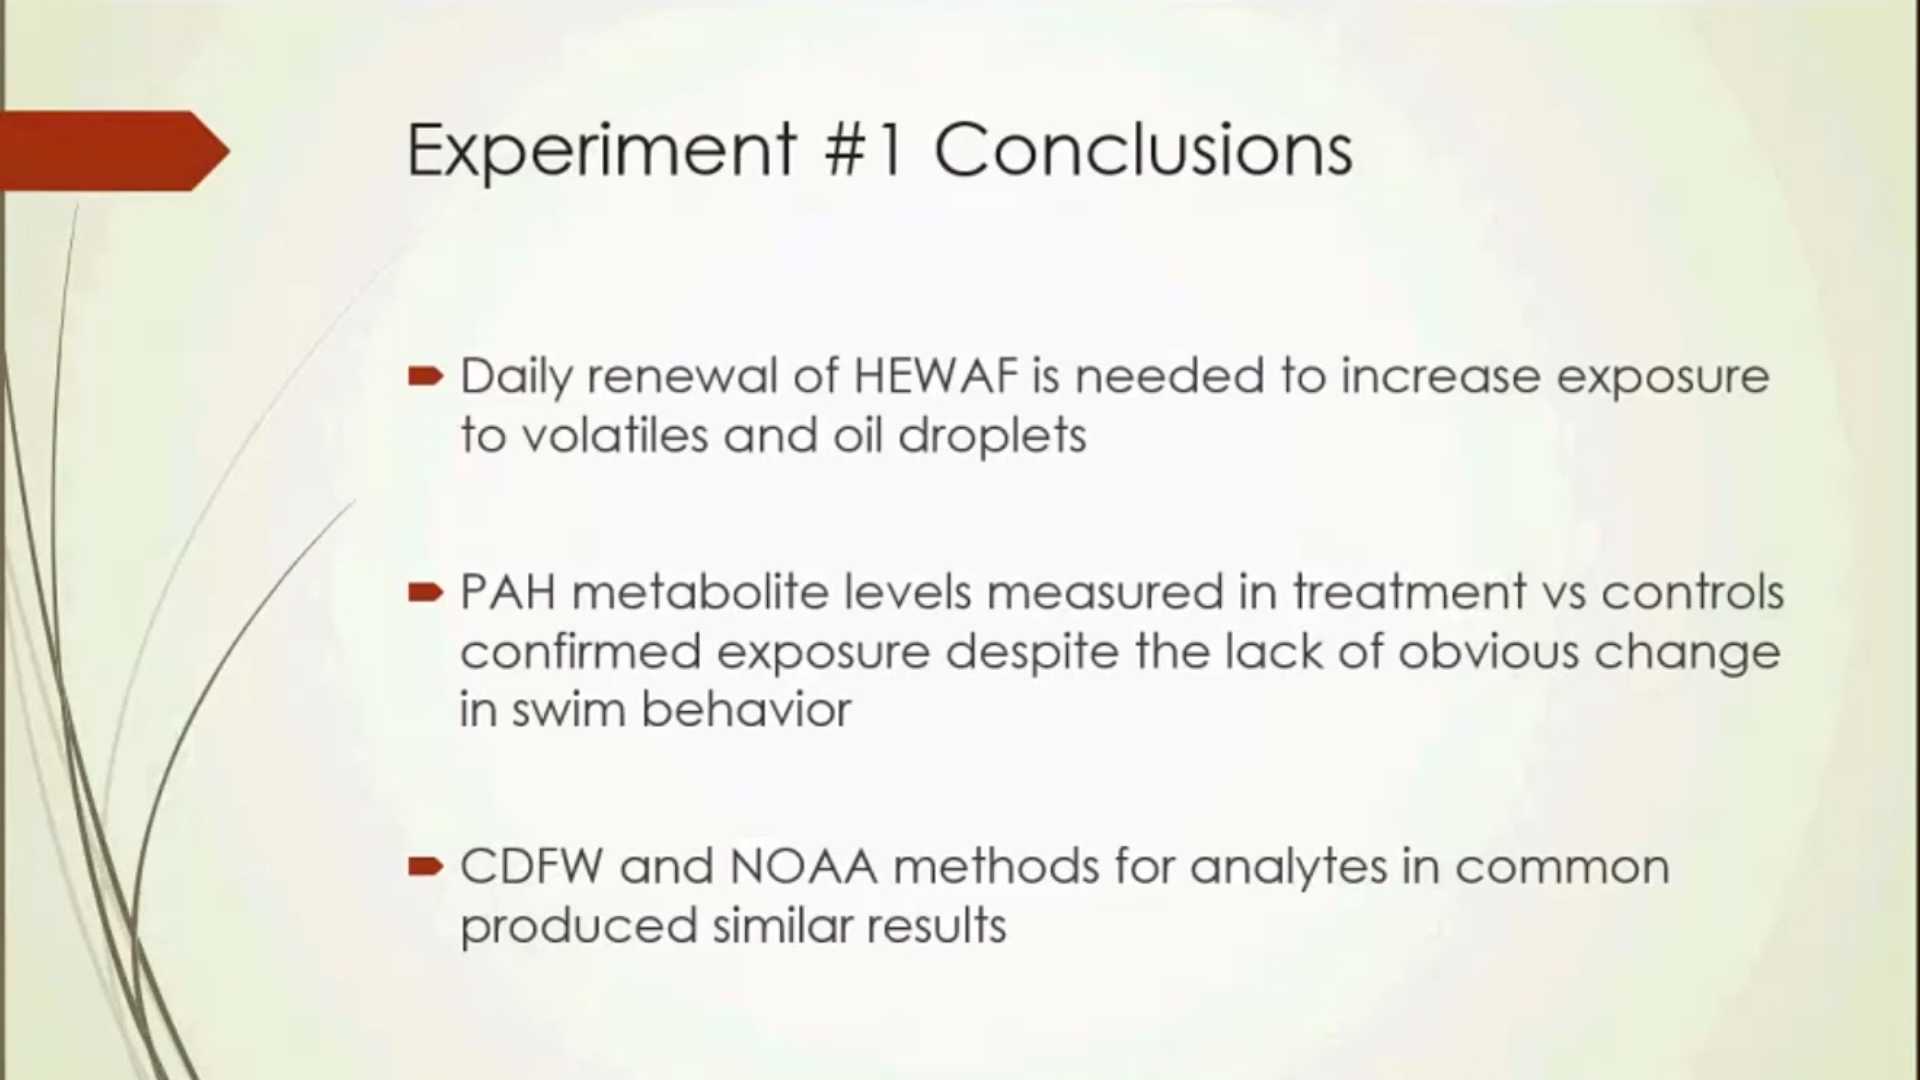 Experiment #1 Conclusions
Daily renewal of HEWAF is needed to increase exposure
to volatiles and oil droplets
PAH metabolite levels measured in treatment vs controls
confirmed exposure despite the lack of obvious change
in swim behavior
CDFW and NOAA methods for analytes in common
produced similar results